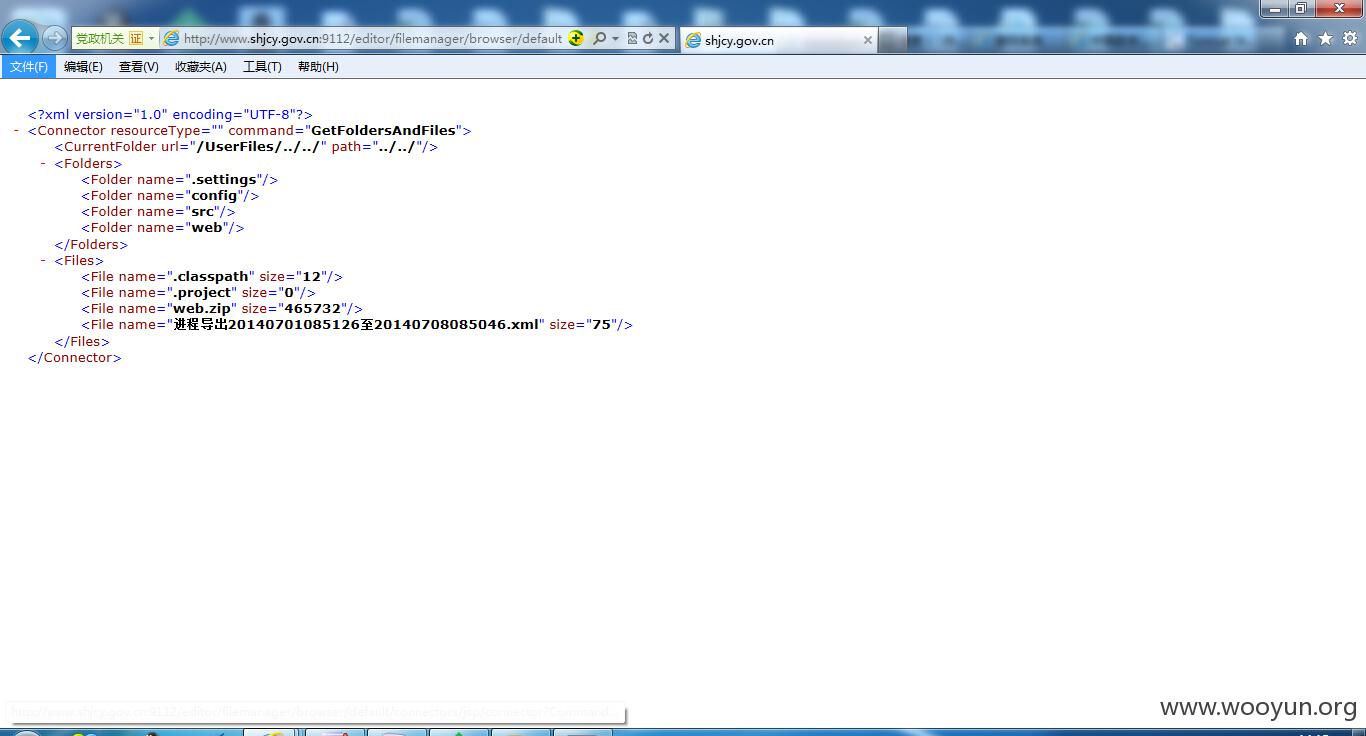 党政机关 证 http://www.shjcy.gov.cn:9112/editor/filemanager/browser/default
shjcy.gov.cn
文件(F) 编辑(E) 查看(V) 收藏夹(A) 工具(T) 帮助(H)
<?xml version="1.0" encoding="UTF-8"?>
- <Connector resourceType="" command="GetFoldersAndFiles">
<CurrentFolder url="/UserFiles/../../" path="../../"/>
- <Folders>
<Folder name=".settings"/>
<Folder name="config"/>
<Folder name="src"/>
<Folder name="web"/>
</Folders>
- <Files>
<File name=".classpath" size="12"/>
<File name=".project" size="0"/>
<File name="web.zip" size="465732"/>
<File name="进程导出20140701085126至20140708085046.xml" size="75"/>
</Files>
</Connector>
http://www.shjcy.gov.cn:9112/editor/filemanager/browser/default/connectors/jsp/connector?Command...
www.wooyun.org